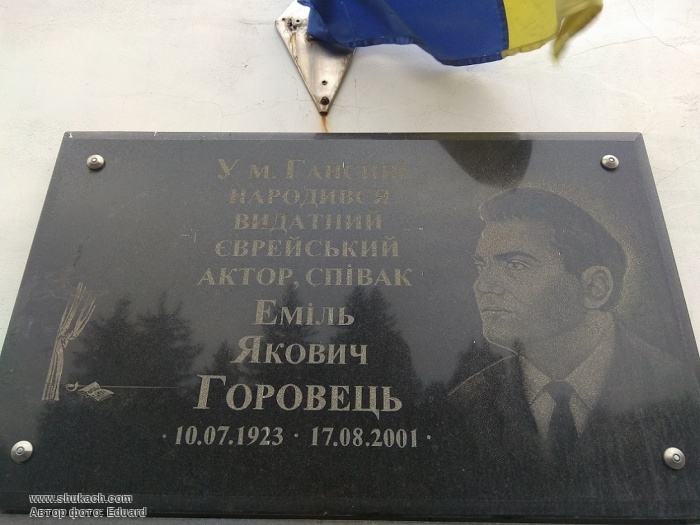 У м. Гайсині
народився
видатний
єврейський
актор, співак
Еміль
Якович
Горовець
· 10.07.1923 · 17.08.2001 ·
www.shukach.com
Автор фото: Eduard